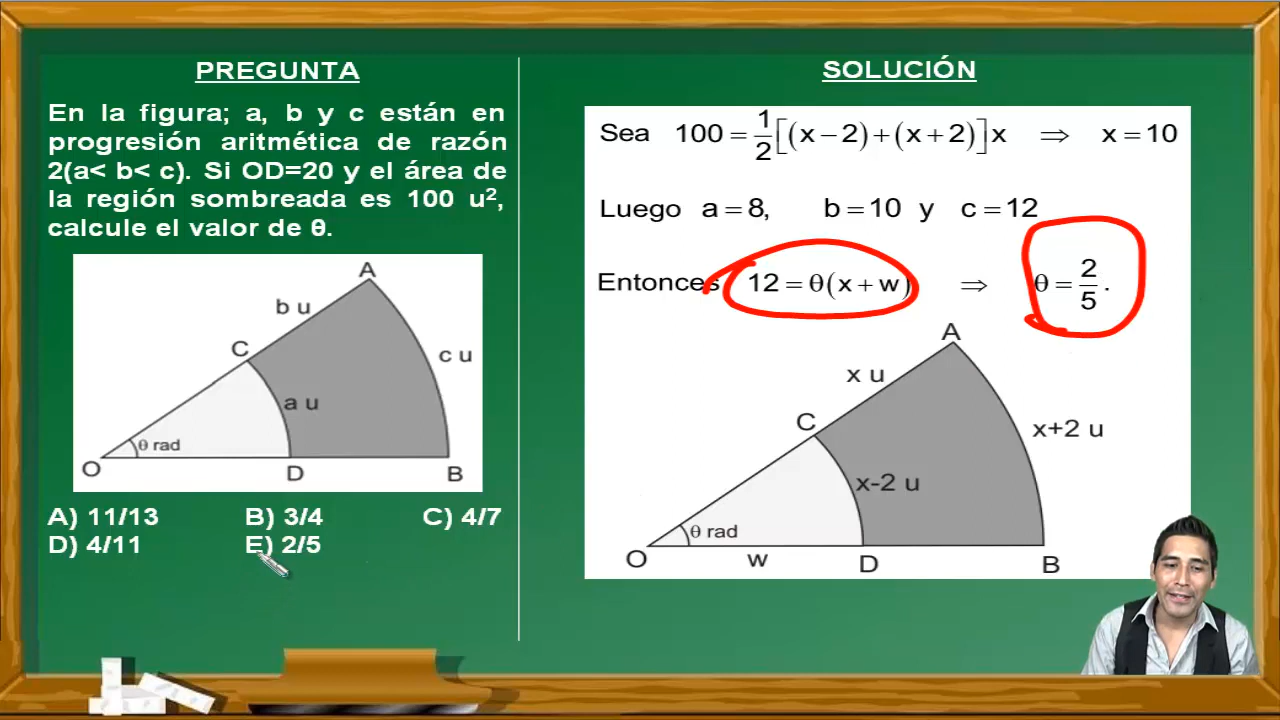 PREGUNTA
En la figura; a, b y c están en
progresión aritmética de razón
2(a< b< c). Si OD=20 y el área de
la región sombreada es 100 u²,
calcule el valor de θ.
A
b u
C
c u
a u
θ rad
O
D
B
A) 11/13 B) 3/4 C) 4/7
D) 4/11 E) 2/5
SOLUCIÓN
Sea 100 = 1/2 [(x − 2) + (x + 2)] x ⇒ x = 10
Luego a = 8, b = 10 y c = 12
Entonces 12 = θ(x + w) ⇒ θ = 2/5 .
A
x u
C
x+2 u
x-2 u
θ rad
O
w
D
B